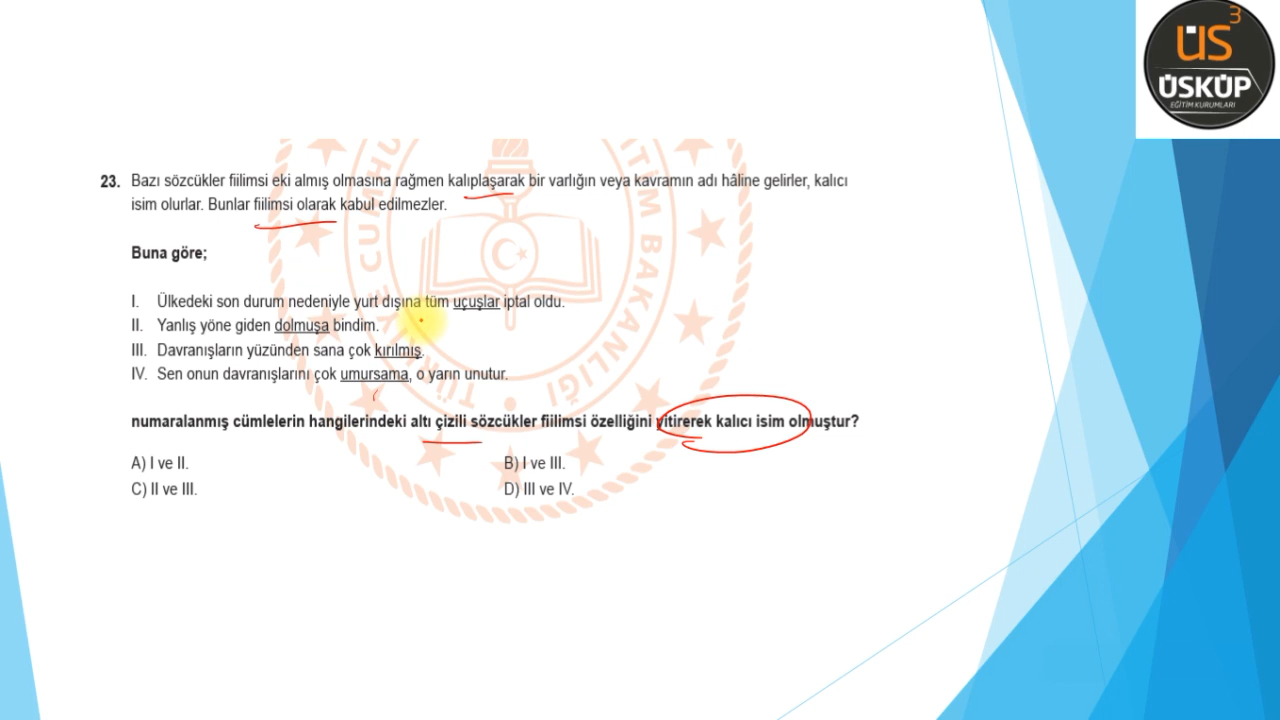 ÜS3
ÜSKÜP
EĞİTİM KURUMLARI
23. Bazı sözcükler fiilimsi eki almış olmasına rağmen kalıplaşarak bir varlığın veya kavramın adı hâline gelirler, kalıcı
isim olurlar. Bunlar fiilimsi olarak kabul edilmezler.
Buna göre;
I. Ülkedeki son durum nedeniyle yurt dışına tüm uçuşlar iptal oldu.
II. Yanlış yöne giden dolmuşa bindim.
III. Davranışların yüzünden sana çok kırılmış.
IV. Sen onun davranışlarını çok umursama, o yarın unutur.
numaralanmış cümlelerin hangilerindeki altı çizili sözcükler fiilimsi özelliğini yitirerek kalıcı isim olmuştur?
A) I ve II.
B) I ve III.
C) II ve III.
D) III ve IV.